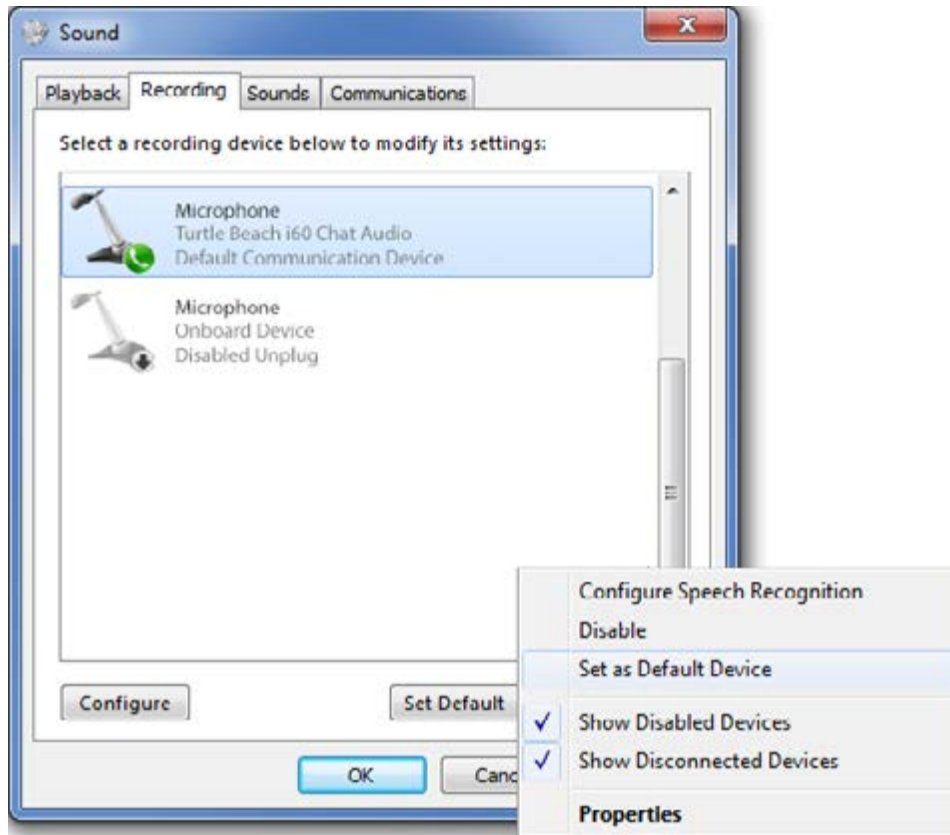 Sound
Playback Recording Sounds Communications
Select a recording device below to modify its settings:
Microphone
Turtle Beach i60 Chat Audio
Default Communication Device
Microphone
Onboard Device
Disabled Unplug
Configure Set Default
OK Canc
Configure Speech Recognition
Disable
Set as Default Device
Show Disabled Devices
Show Disconnected Devices
Properties